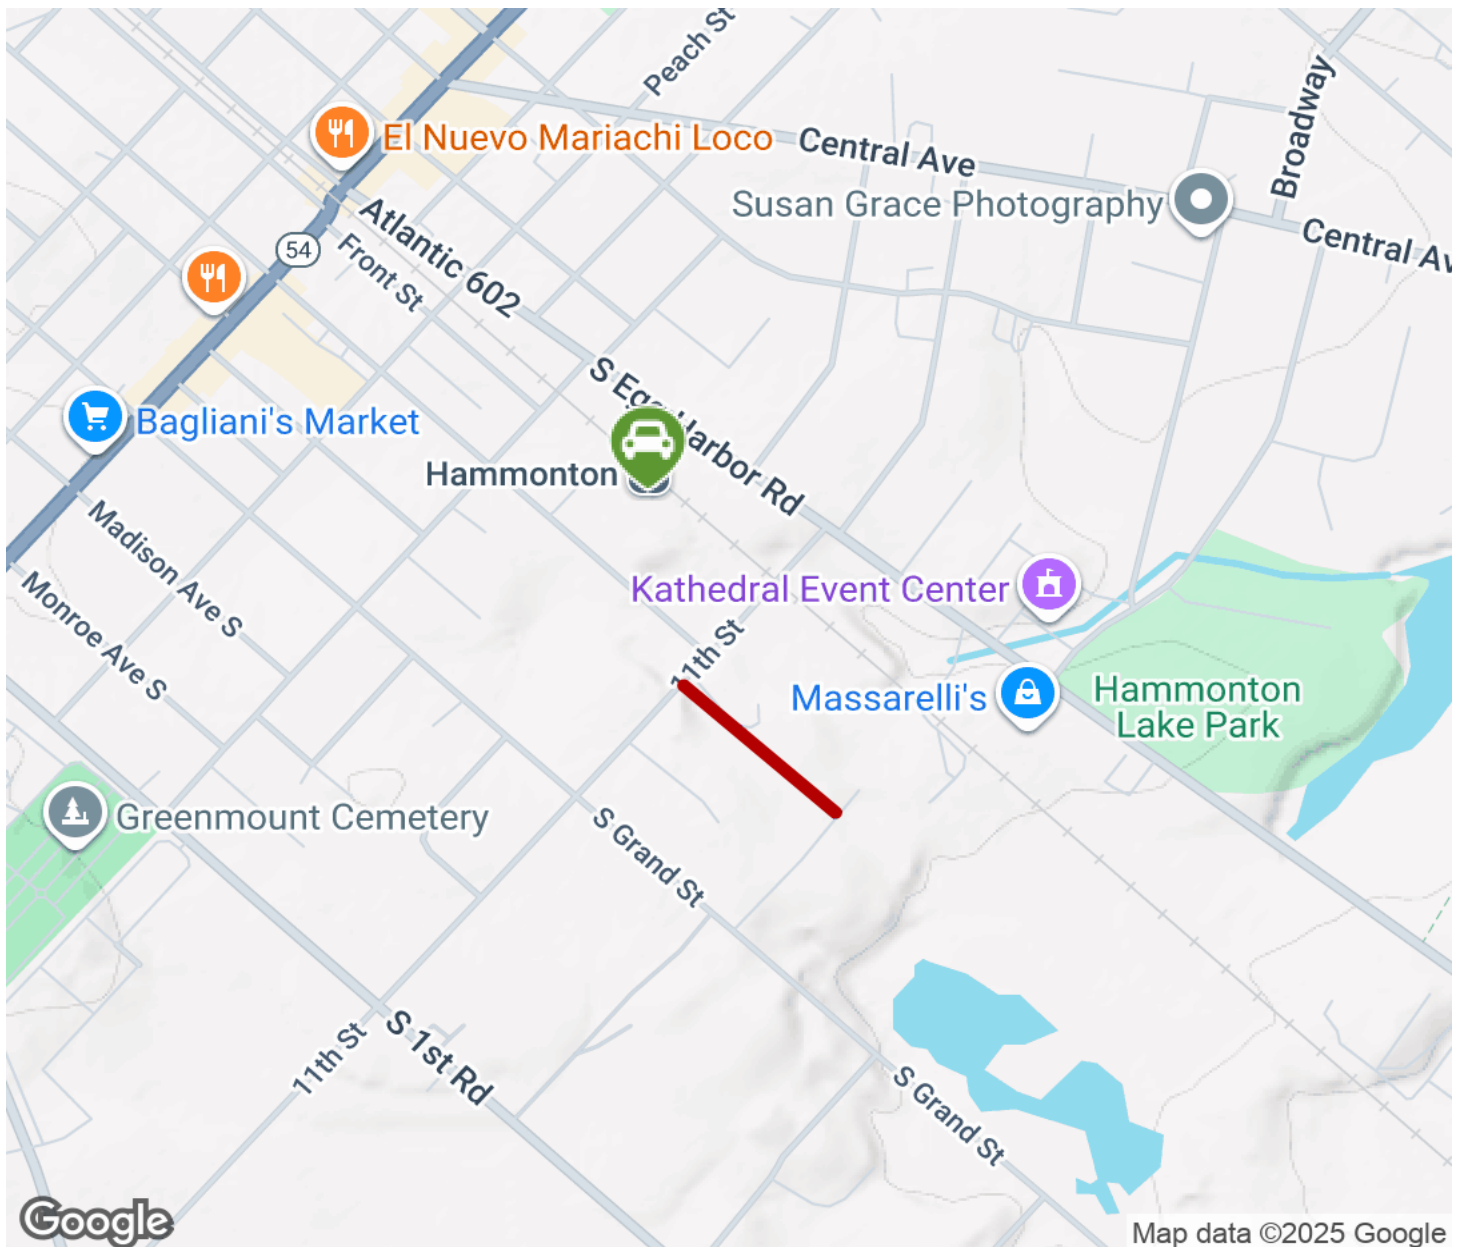 Peach St
Broadway
El Nuevo Mariachi Loco
Central Ave
Susan Grace Photography
Atlantic 602
Central Av
54
Front St
S Egg Harbor Rd
Bagliani's Market
Hammonton
Madison Ave S
Monroe Ave S
Kathedral Event Center
11th St
Massarelli's
Hammonton
Lake Park
Greenmount Cemetery
S Grand St
11th St
S 1st Rd
S Grand St
Google
Map data ©2025 Google